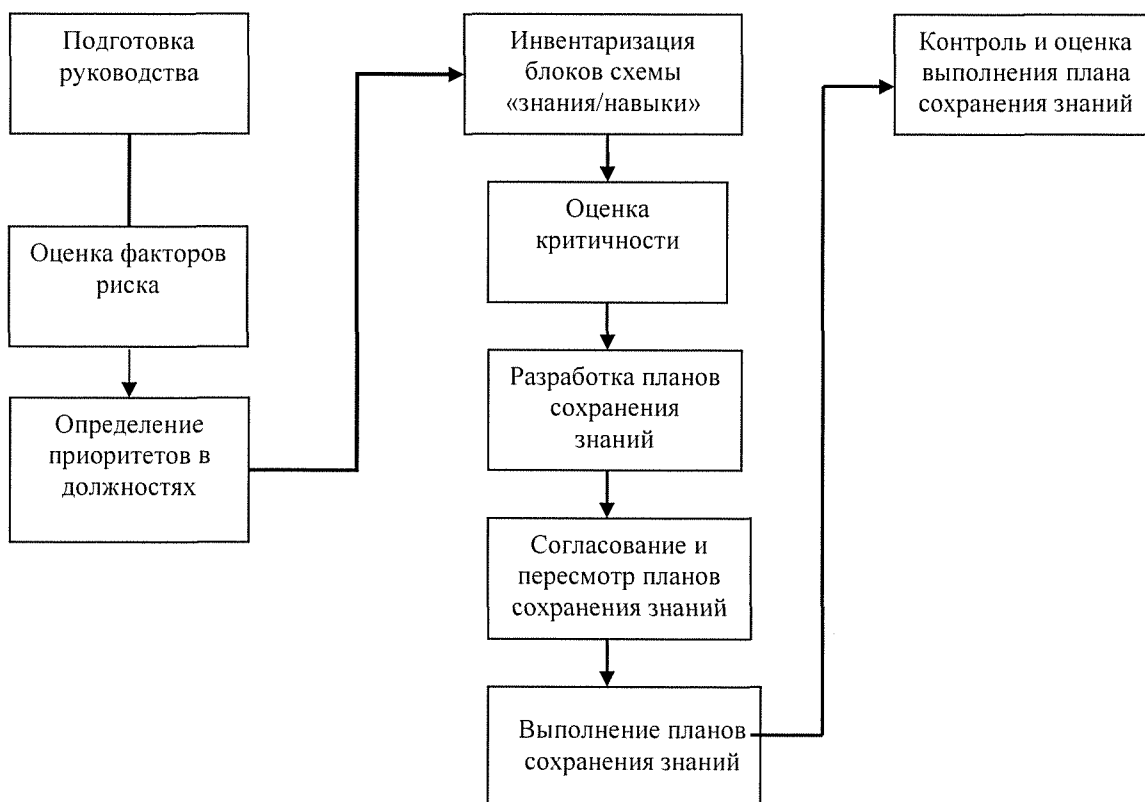 Подготовка
руководства
Оценка факторов
риска
Определение
приоритетов в
должностях
Инвентаризация
блоков схемы
«знания/навыки»
Оценка
критичности
Разработка планов
сохранения
знаний
Согласование и
пересмотр планов
сохранения знаний
Выполнение планов
сохранения знаний
Контроль и оценка
выполнения плана
сохранения знаний